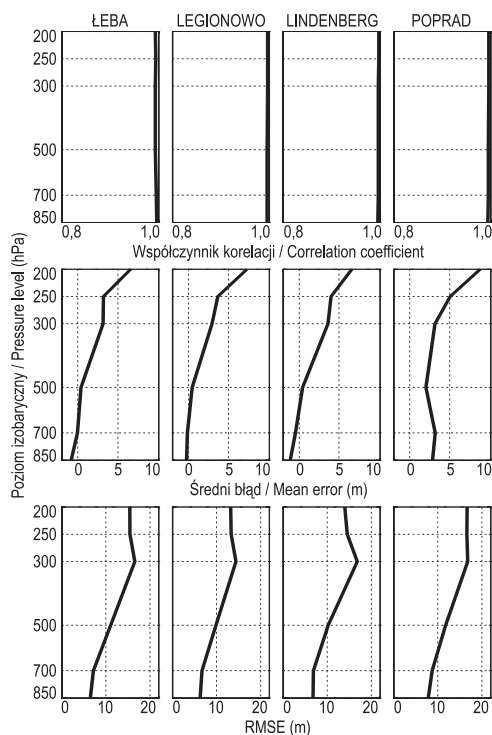 ŁEBA LEGIONOWO LINDENBERG POPRAD
200
250
300
500
700
850
0,8 1,0 0,8 1,0 0,8 1,0 0,8 1,0
Współczynnik korelacji / Correlation coefficient
Poziom izobaryczny / Pressure level (hPa)
200
250
300
500
700
850
0 5 10 0 5 10 0 5 10 0 5 10
Średni błąd / Mean error (m)
200
250
300
500
700
850
0 10 20 0 10 20 0 10 20 0 10 20
RMSE (m)